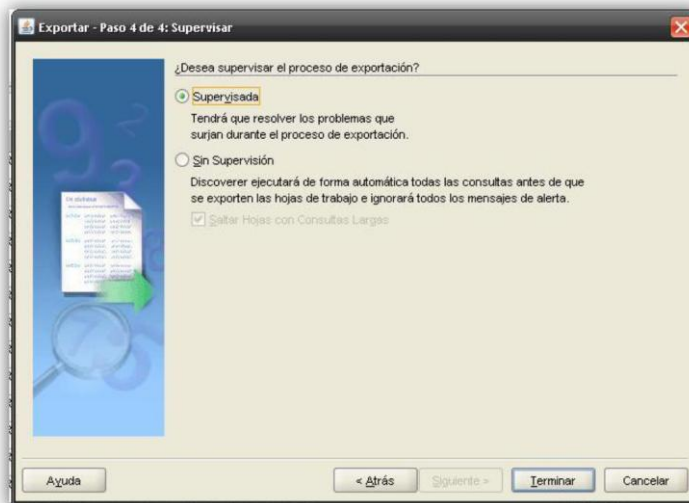 Exportar - Paso 4 de 4: Supervisar
¿Desea supervisar el proceso de exportación?
Supervisada
Tendrá que resolver los problemas que
surjan durante el proceso de exportación.
Sin Supervisión
Discoverer ejecutará de forma automática todas las consultas antes de que
se exporten las hojas de trabajo e ignorará todos los mensajes de alerta.
Saltar Hojas con Consultas Largas
Ayuda
< Atrás
Siguiente >
Terminar
Cancelar